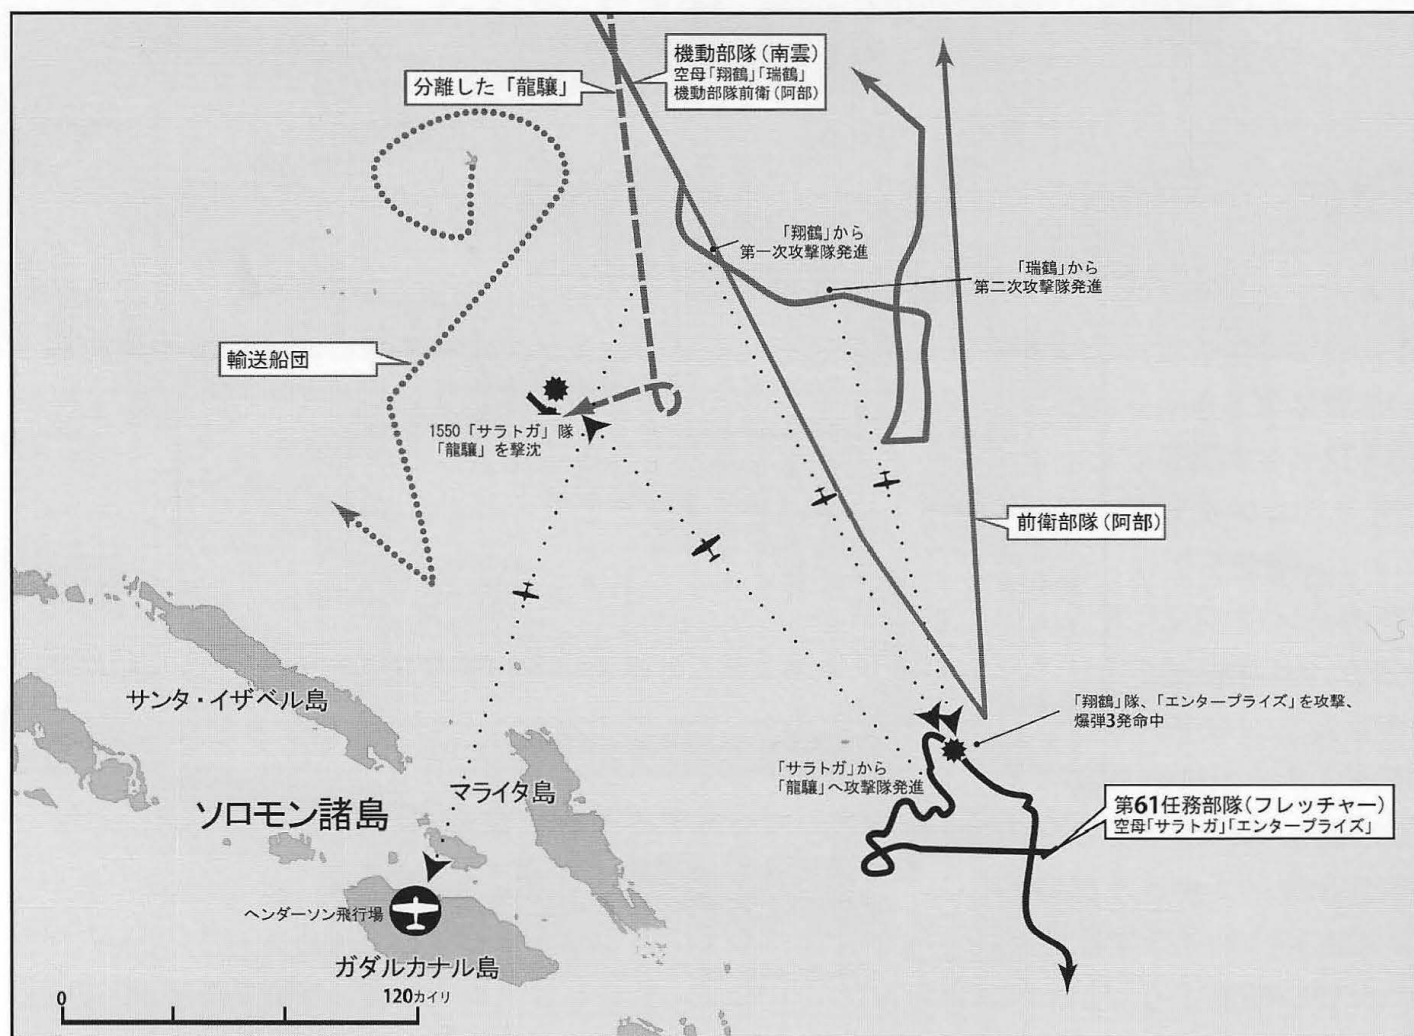 機動部隊（南雲）
空母「翔鶴」「瑞鶴」
機動部隊前衛（阿部）
分離した「龍驤」
「翔鶴」から
第一次攻撃隊発進
「瑞鶴」から
第二次攻撃隊発進
輸送船団
1550「サラトガ」隊
「龍驤」を撃沈
前衛部隊（阿部）
サンタ・イザベル島
「翔鶴」隊、「エンタープライズ」を攻撃、
爆弾3発命中
「サラトガ」から
「龍驤」へ攻撃隊発進
マライタ島
ソロモン諸島
第61任務部隊（フレッチャー）
空母「サラトガ」「エンタープライズ」
ヘンダーソン飛行場
ガダルカナル島
0
120カイリ